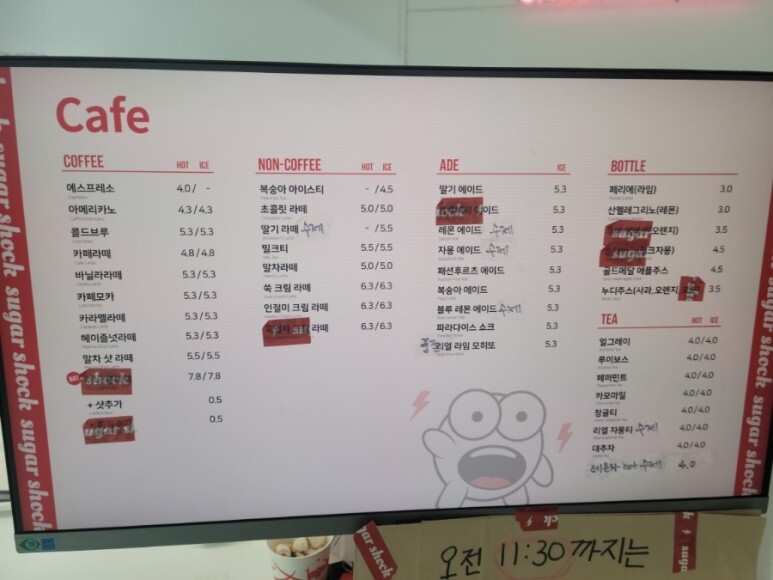 Cafe
COFFEE HOT ICE
에스프레소 4.0 / -
아메리카노 4.3 / 4.3
콜드브루 5.3 / 5.3
카페라떼 4.8 / 4.8
바닐라라떼 5.3 / 5.3
카페모카 5.3 / 5.3
카라멜라떼 5.3 / 5.3
헤이즐넛라떼 5.3 / 5.3
말차 샷 라떼 5.5 / 5.5
shock 7.8 / 7.8
+ 샷추가 0.5
ugar sh 0.5
NON-COFFEE HOT ICE
복숭아 아이스티 - / 4.5
초콜릿 라떼 5.0 / 5.0
딸기 라떼 수제 - / 5.5
밀크티 5.5 / 5.5
말차라떼 5.0 / 5.0
쑥 크림 라떼 6.3 / 6.3
인절미 크림 라떼 6.3 / 6.3
라떼 6.3 / 6.3
ADE ICE
딸기 에이드 5.3
에이드 5.3
레몬 에이드 수제 5.3
자몽 에이드 수제 5.3
패션후르츠 에이드 5.3
복숭아 에이드 5.3
블루 레몬 에이드 수제 5.3
파라다이스 쇼크 5.3
리얼 라임 모히또 5.3
BOTTLE
페리에(라임) 3.0
산펠레그리노(레몬) 3.0
sugar 오렌지) 3.5
sugar 크자몽) 4.5
골드메달 애플주스 4.5
누디주스(사과,오렌지, 3.5
TEA HOT ICE
얼그레이 4.0 / 4.0
루이보스 4.0 / 4.0
페퍼민트 4.0 / 4.0
카모마일 4.0 / 4.0
정글티 4.0 / 4.0
리얼 자몽티 수제 4.0 / 4.0
대추차 4.0 / 4.0
레몬차 hot 수제 4.0
sugar shock sugar shock
오전 11:30 까지는